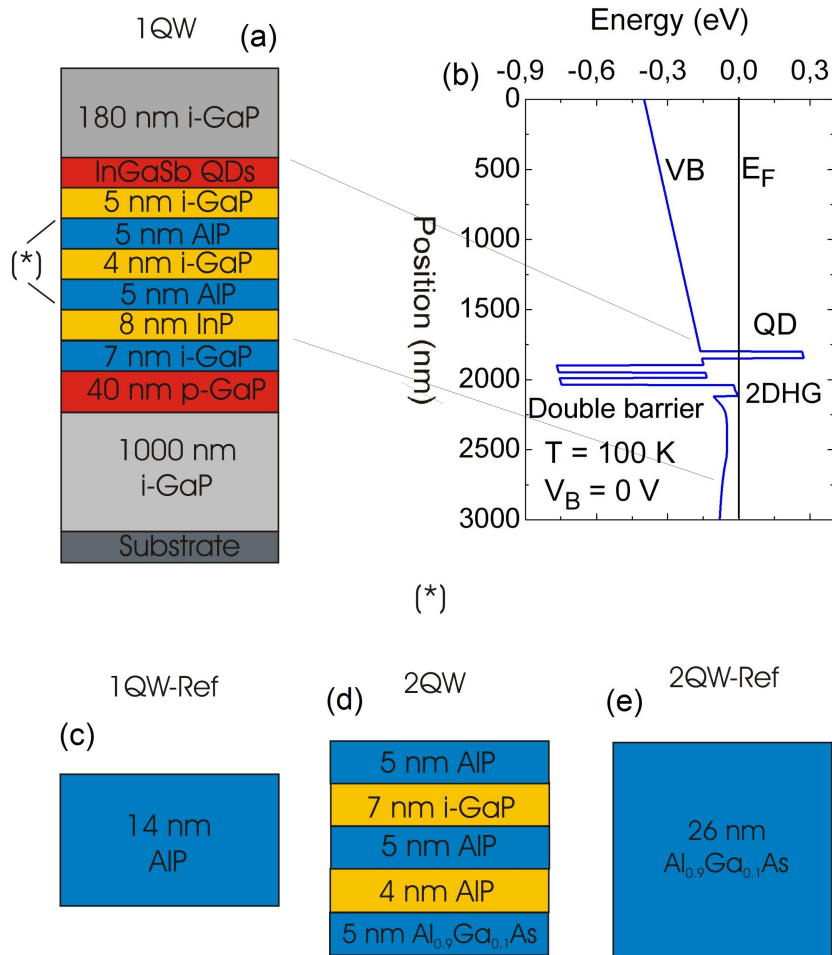 1QW
(a)
180 nm i-GaP
InGaSb QDs
5 nm i-GaP
5 nm AlP
(*)
4 nm i-GaP
5 nm AlP
8 nm InP
7 nm i-GaP
40 nm p-GaP
1000 nm
i-GaP
Substrate
(b)
Energy (eV)
-0,9 -0,6 -0,3 0,0 0,3
0
500
1000
1500
2000
2500
3000
Position (nm)
VB
E_F
QD
2DHG
Double barrier
T = 100 K
V_B = 0 V
(*)
1QW-Ref
(c)
14 nm
AlP
2QW
(d)
5 nm AlP
7 nm i-GaP
5 nm AlP
4 nm AlP
5 nm Al₀.₉Ga₀.₁As
2QW-Ref
(e)
26 nm
Al₀.₉Ga₀.₁As